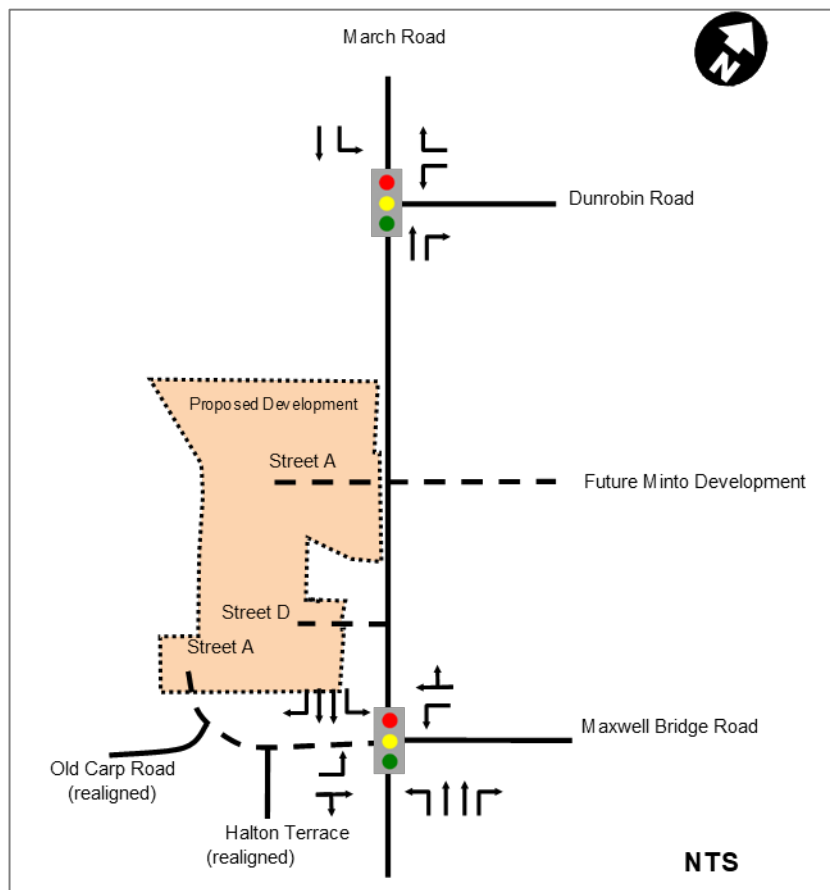 March Road
N
Dunrobin Road
Proposed Development
Street A
Future Minto Development
Street D
Street A
Maxwell Bridge Road
Old Carp Road
(realigned)
Halton Terrace
(realigned)
NTS